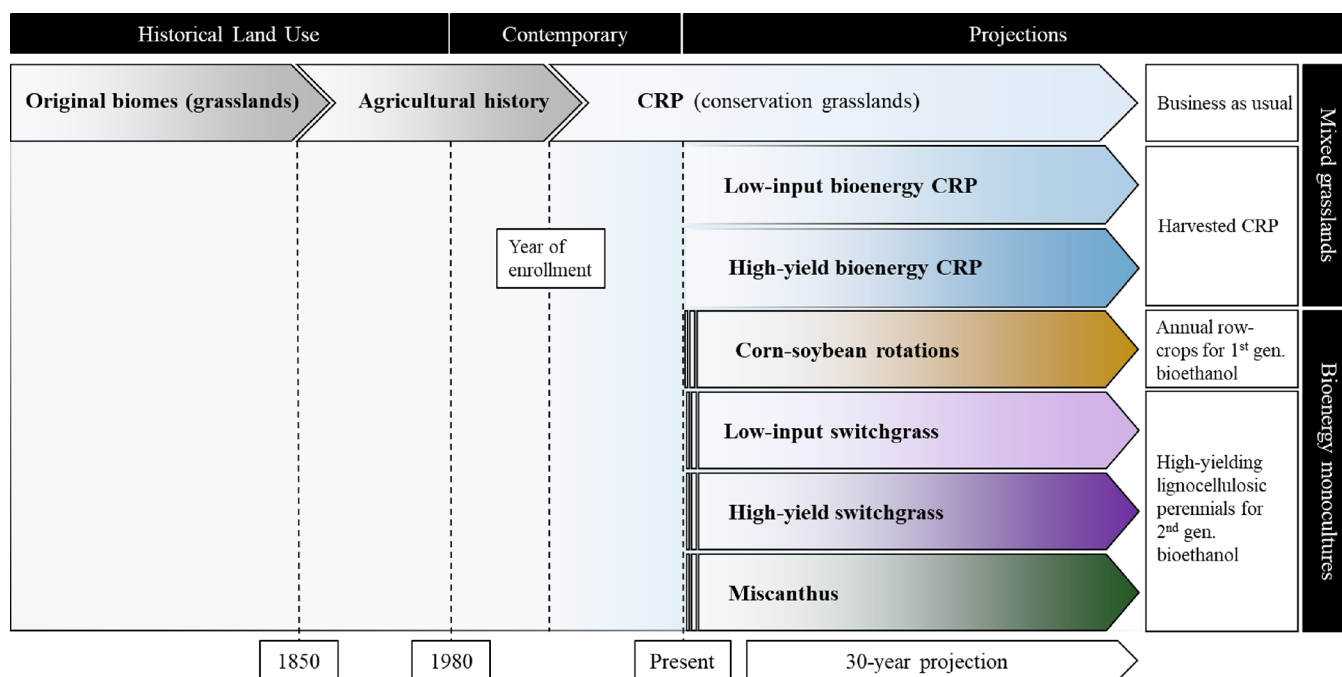 Historical Land Use
Contemporary
Projections
Original biomes (grasslands)
Agricultural history
CRP (conservation grasslands)
Business as usual
Mixed grasslands
Low-input bioenergy CRP
Harvested CRP
Year of
enrollment
High-yield bioenergy CRP
Corn-soybean rotations
Annual row-
crops for 1st gen.
bioethanol
Bioenergy monocultures
Low-input switchgrass
High-yielding
lignocellulosic
perennials for
2nd gen.
bioethanol
High-yield switchgrass
Miscanthus
1850
1980
Present
30-year projection